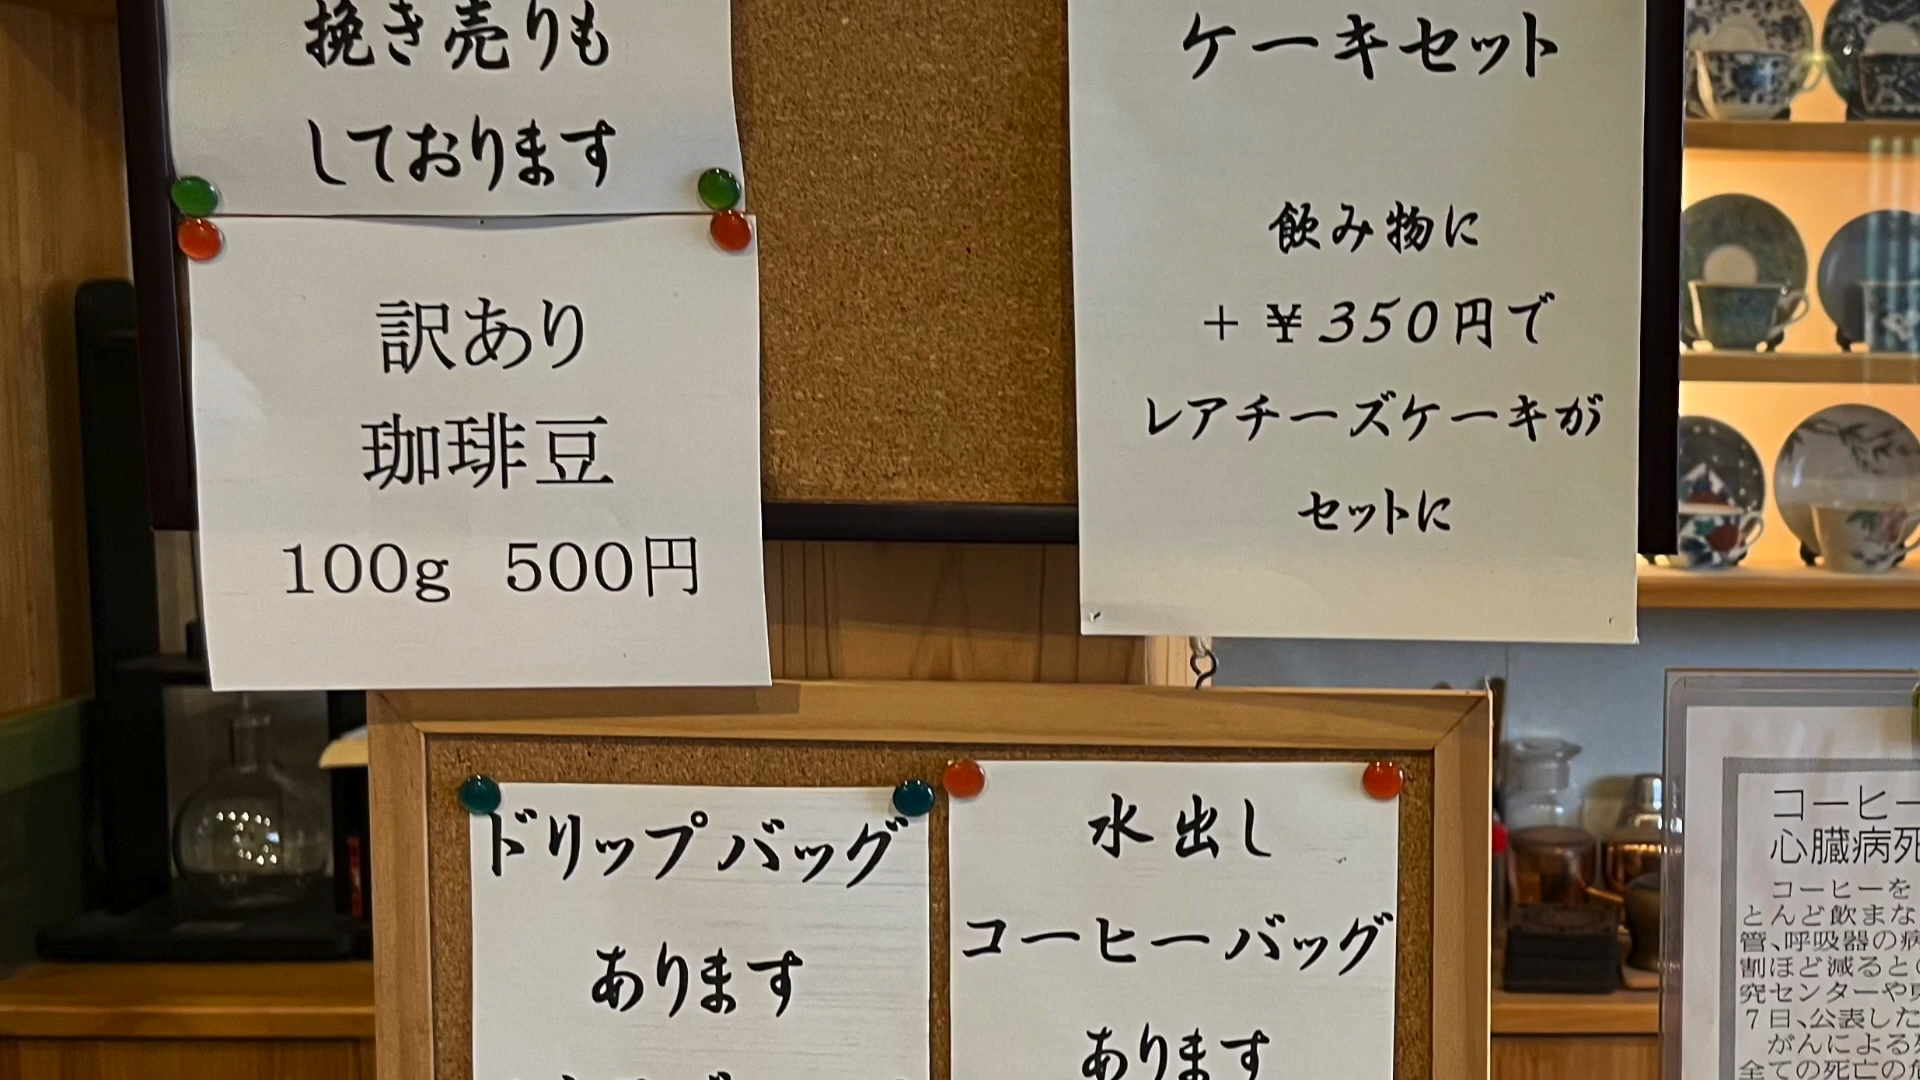 挽き売りも
しております
訳あり
珈琲豆
100g 500円
ケーキセット
飲み物に
＋￥350円で
レアチーズケーキが
セットに
ドリップバッグ
あります
水出し
コーヒーバッグ
あります
コーヒー
心臓病死
コーヒーを
とんど飲まな
管、呼吸器の病
割ほど減ると
究センターや
7日、公表した
がんによる
全ての死亡の